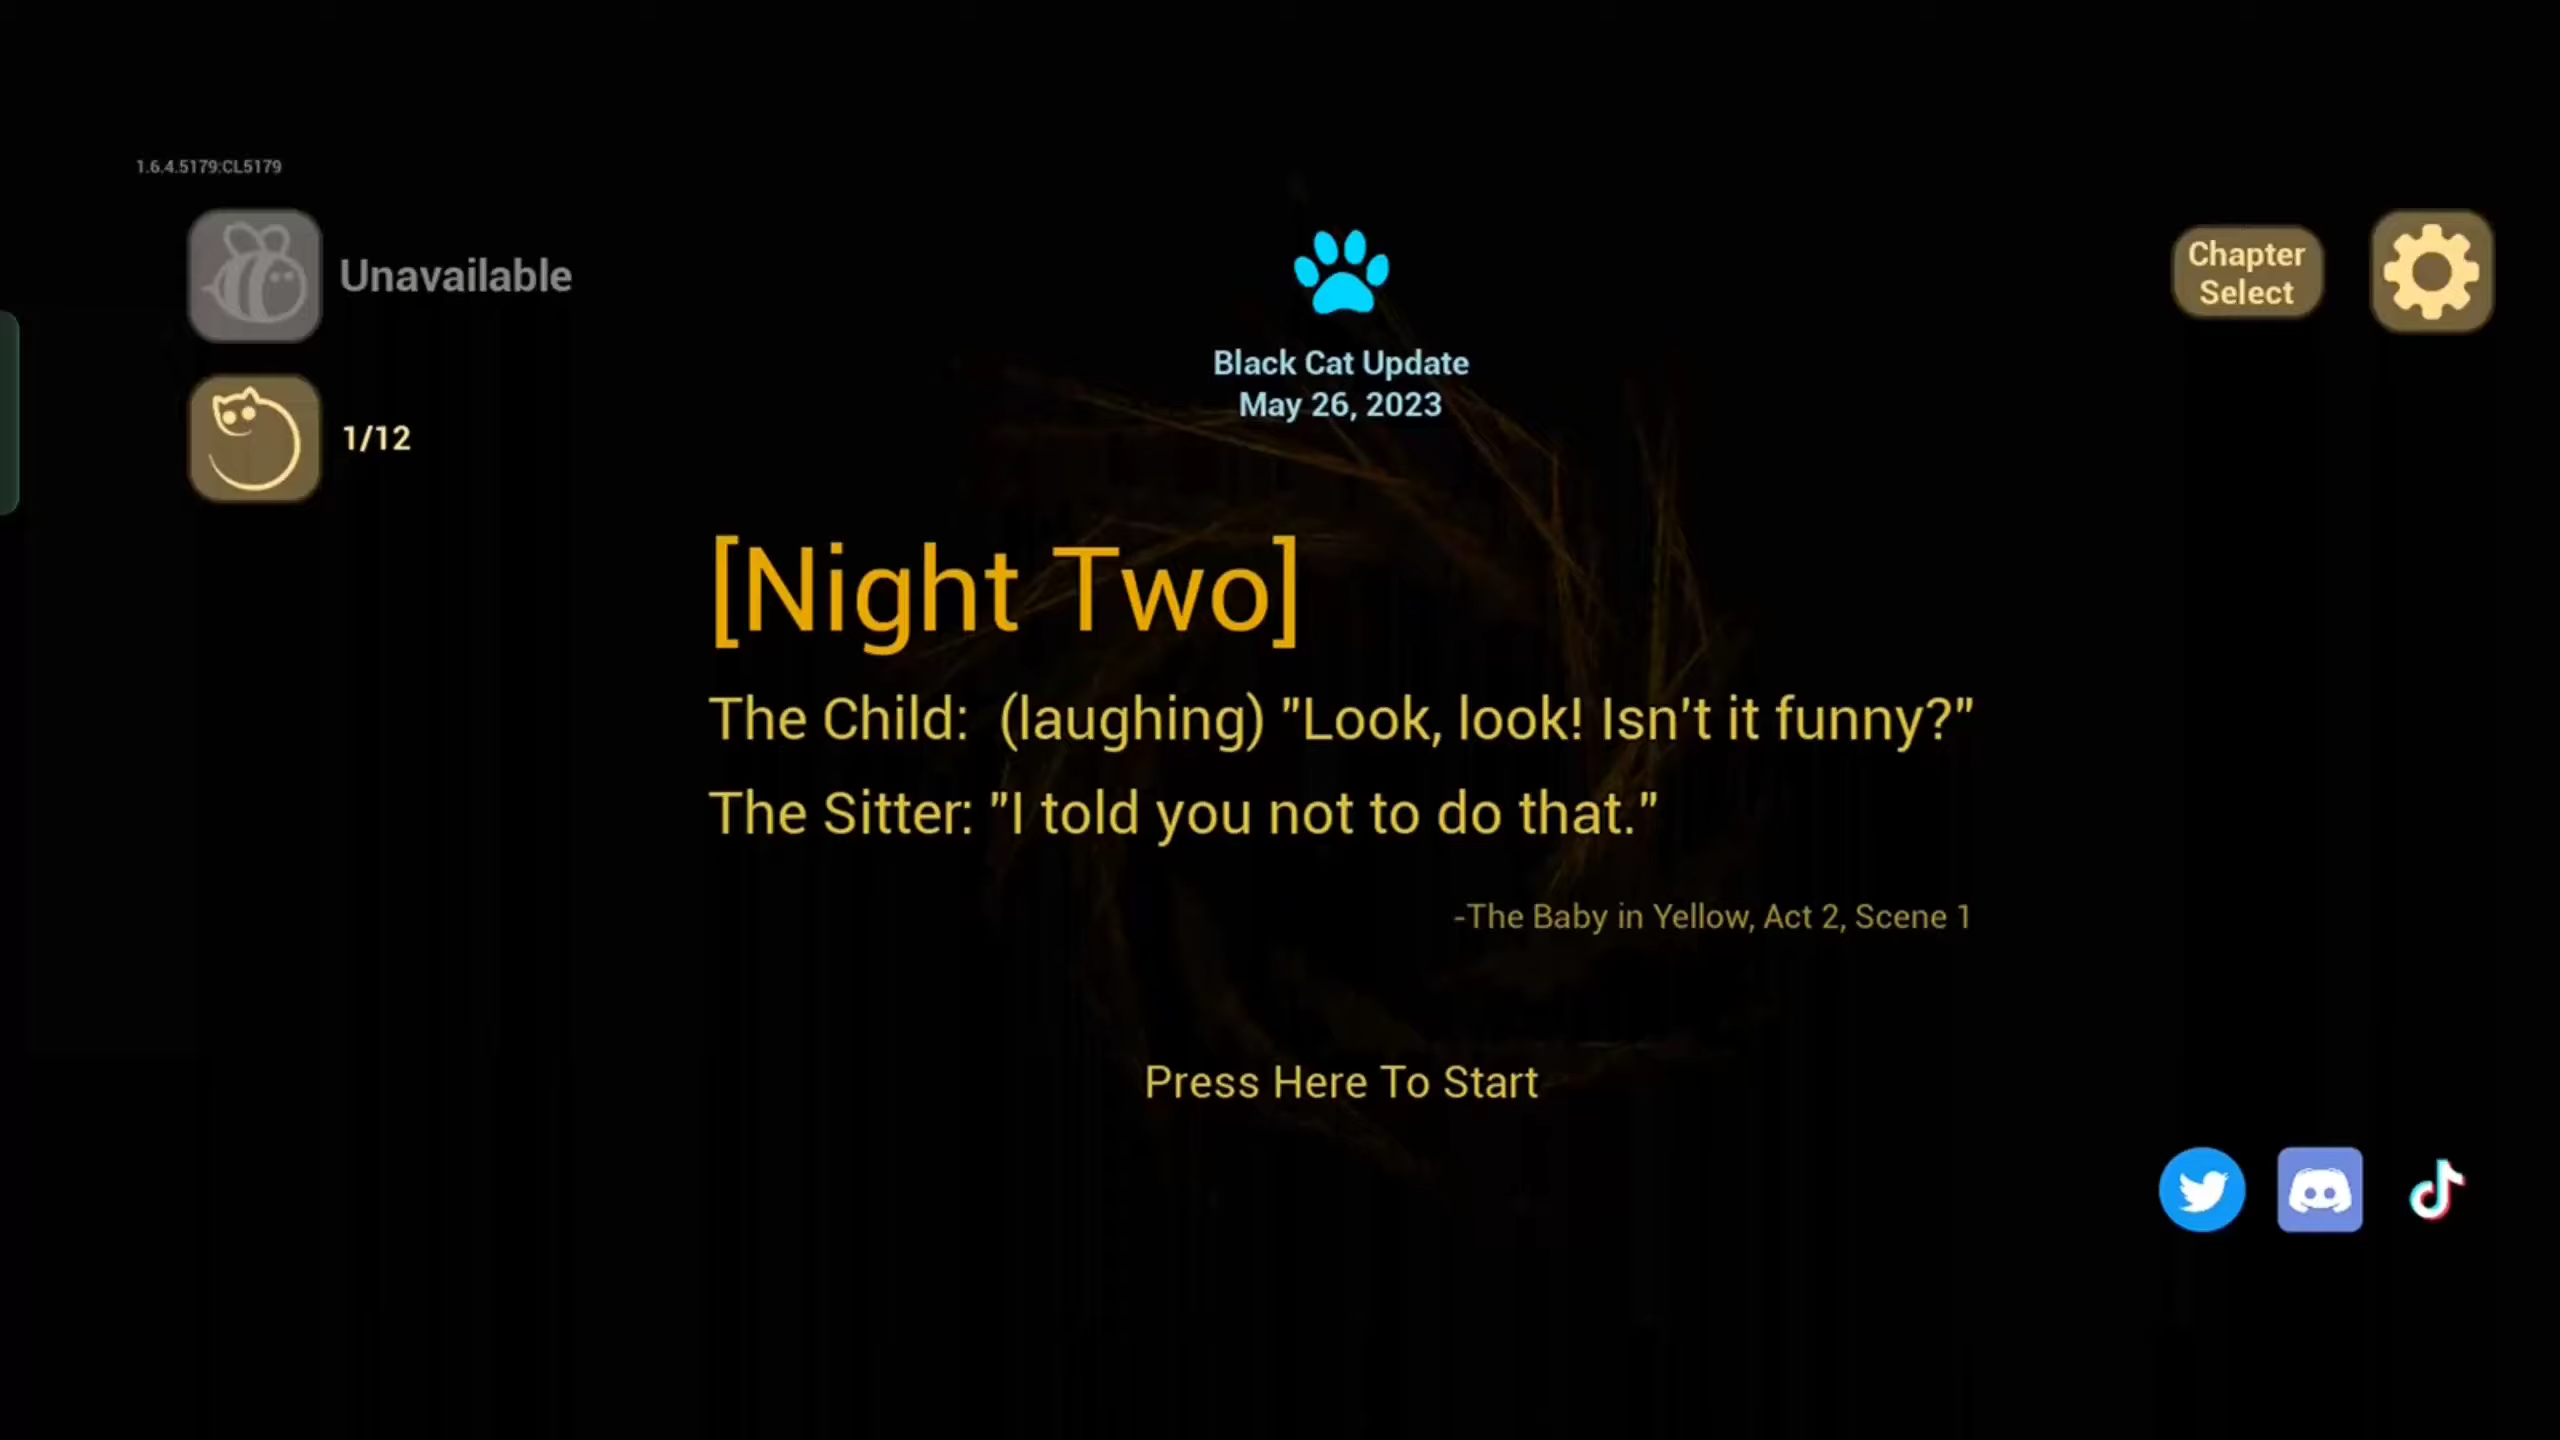 1.6.4.5179:CL5179
Unavailable
1/12
Black Cat Update
May 26, 2023
Chapter
Select
[Night Two]
The Child:  (laughing) "Look, look! Isn't it funny?"
The Sitter: "I told you not to do that."
-The Baby in Yellow, Act 2, Scene 1
Press Here To Start